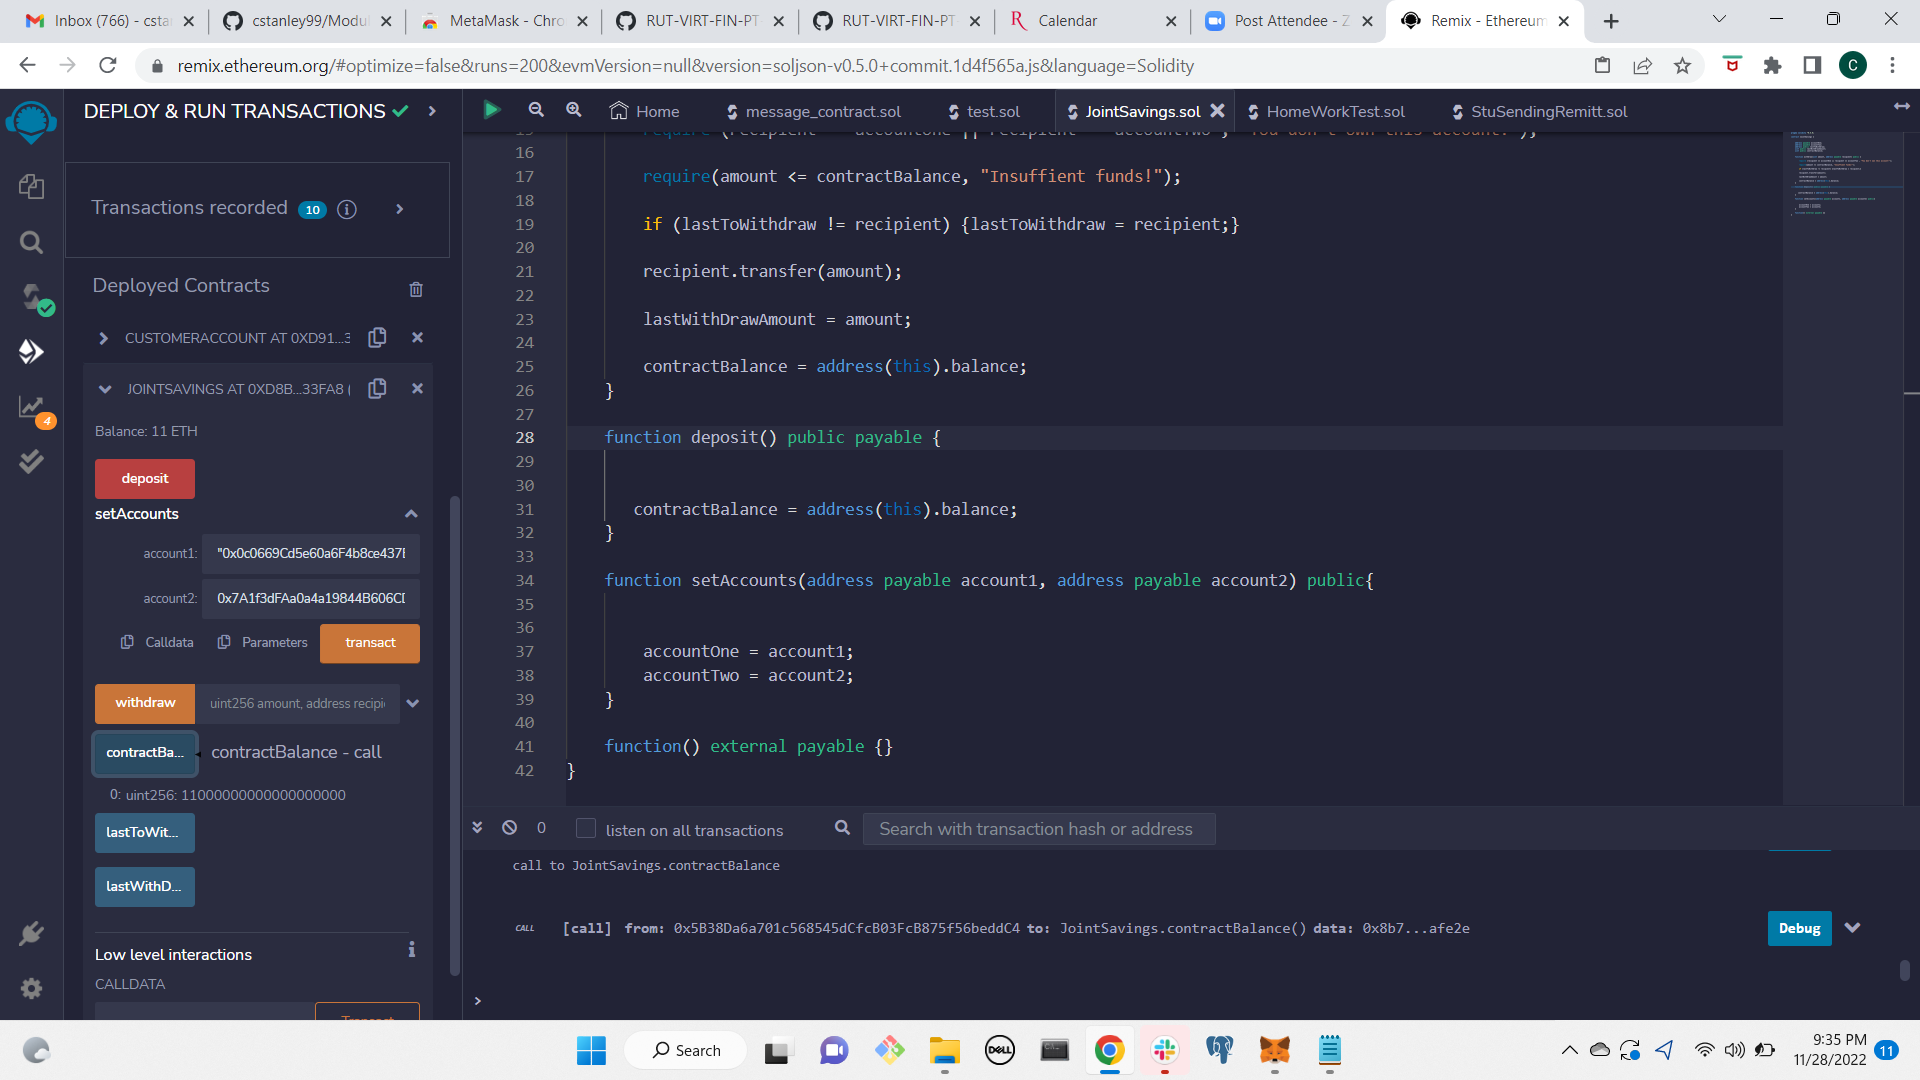 Inbox (766) - cstan
cstanley99/Modul
MetaMask - Chro
RUT-VIRT-FIN-PT-
RUT-VIRT-FIN-PT-
Calendar
Post Attendee - Z
Remix - Ethereum
remix.ethereum.org/#optimize=false&runs=200&evmVersion=null&version=soljson-v0.5.0+commit.1d4f565a.js&language=Solidity
C
DEPLOY & RUN TRANSACTIONS
Home
message_contract.sol
test.sol
JointSavings.sol
HomeWorkTest.sol
StuSendingRemitt.sol
Transactions recorded 10
Deployed Contracts
CUSTOMERACCOUNT AT 0XD91...3
JOINTSAVINGS AT 0XD8B...33FA8 (
4
Balance: 11 ETH
deposit
setAccounts
account1: "0x0c0669Cd5e60a6F4b8ce437E
account2: 0x7A1f3dFAa0a4a19844B606CD
Calldata
Parameters
transact
withdraw
uint256 amount, address recipie
contractBa...
contractBalance - call
0: uint256: 11000000000000000000
lastToWit...
lastWithD...
Low level interactions
CALLDATA
Transact
16
17 require(amount <= contractBalance, "Insuffient funds!");
18
19 if (lastToWithdraw != recipient) {lastToWithdraw = recipient;}
20
21 recipient.transfer(amount);
22
23 lastWithDrawAmount = amount;
24
25 contractBalance = address(this).balance;
26 }
27
28 function deposit() public payable {
29
30
31 contractBalance = address(this).balance;
32 }
33
34 function setAccounts(address payable account1, address payable account2) public{
35
36
37 accountOne = account1;
38 accountTwo = account2;
39 }
40
41 function() external payable {}
42 }
0
listen on all transactions
Search with transaction hash or address
call to JointSavings.contractBalance
CALL [call] from: 0x5B38Da6a701c568545dCfcB03FcB875f56beddC4 to: JointSavings.contractBalance() data: 0x8b7...afe2e
Debug
>
Search
DELL
9:35 PM
11/28/2022
11